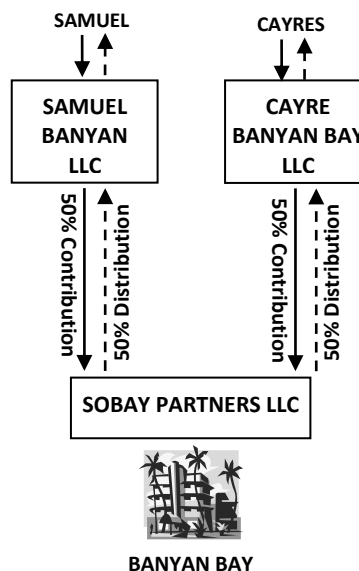 SAMUEL
CAYRES
SAMUEL
BANYAN
LLC
CAYRE
BANYAN BAY
LLC
50% Contribution
50% Distribution
50% Contribution
50% Distribution
SOBAY PARTNERS LLC
BANYAN BAY